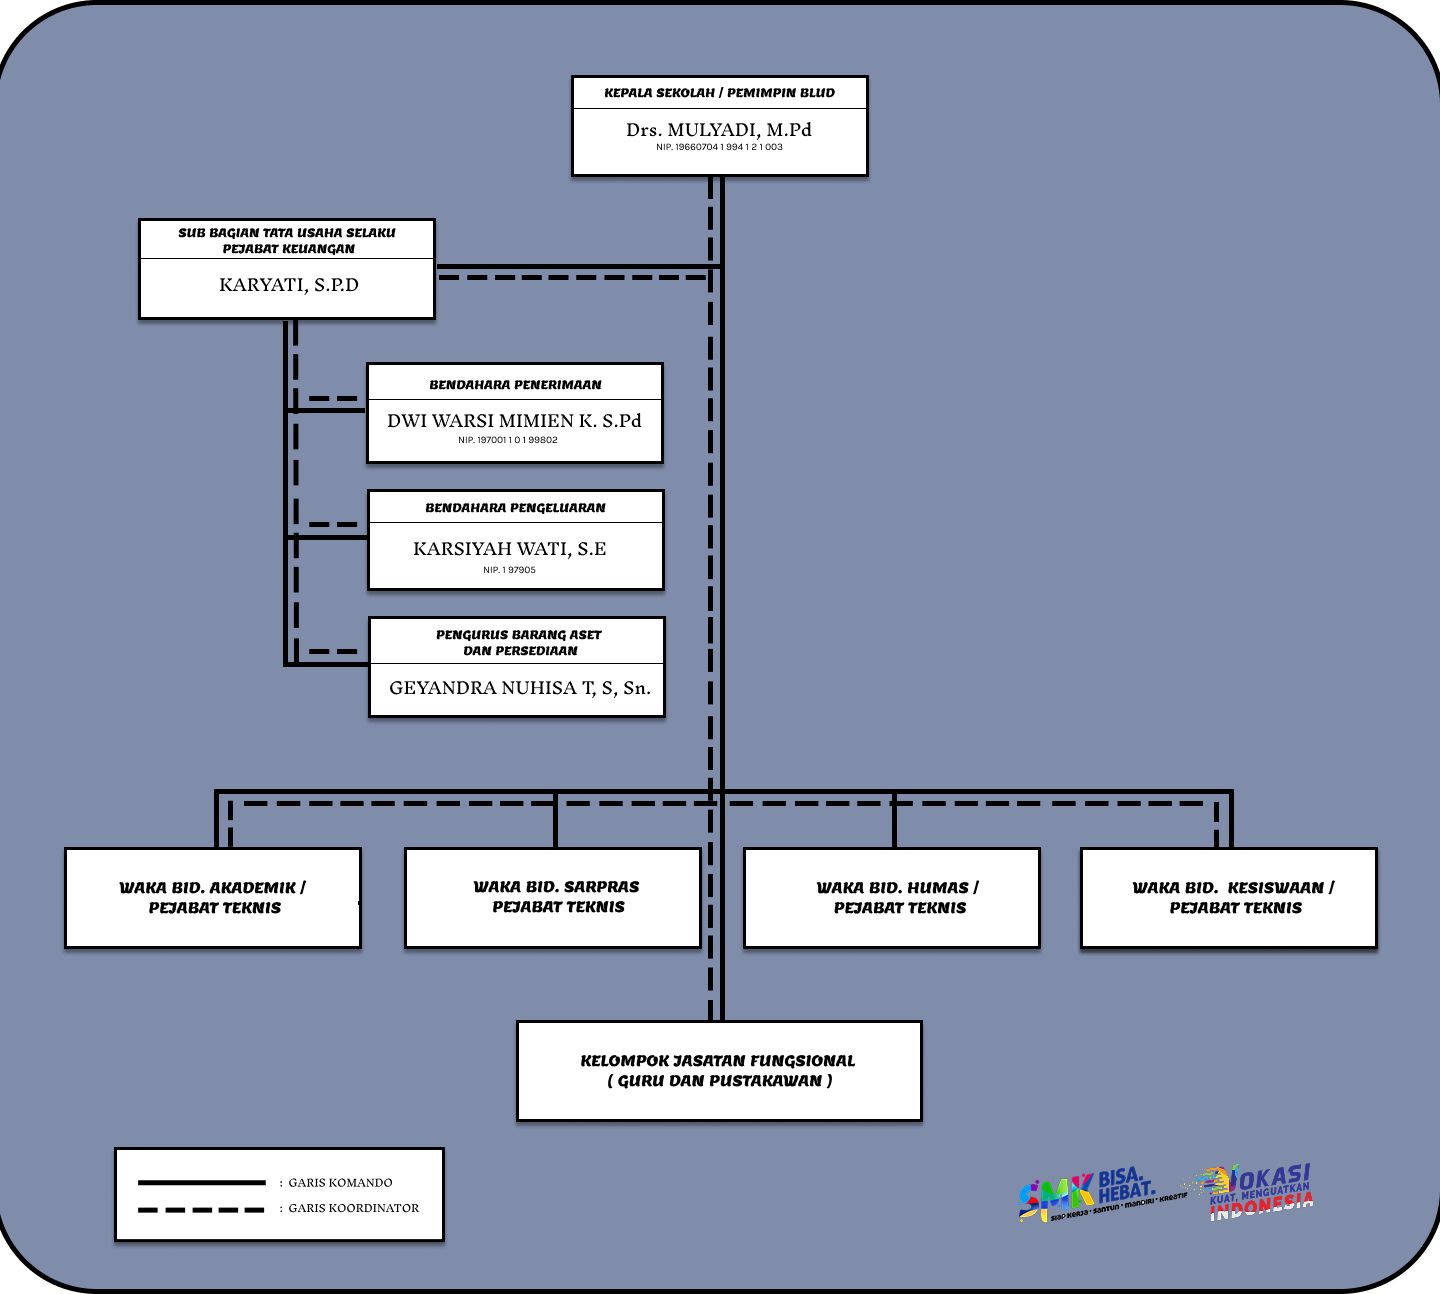 KEPALA SEKOLAH / PEMIMPIN BLUD
Drs. MULYADI, M.Pd
NIP. 19660704 1 994 1 2 1 003
SUB BAGIAN TATA USAHA SELAKU
PEJABAT KEUANGAN
KARYATI, S.P.D
BENDAHARA PENERIMAAN
DWI WARSI MIMIEN K. S.Pd
NIP. 197001 1 0 1 99802
BENDAHARA PENGELUARAN
KARSIYAH WATI, S.E
NIP. 1 97905
PENGURUS BARANG ASET
DAN PERSEDIAAN
GEYANDRA NUHISA T, S, Sn.
WAKA BID. AKADEMIK /
PEJABAT TEKNIS
WAKA BID. SARPRAS
PEJABAT TEKNIS
WAKA BID. HUMAS /
PEJABAT TEKNIS
WAKA BID. KESISWAAN /
PEJABAT TEKNIS
KELOMPOK JASATAN FUNGSIONAL
( GURU DAN PUSTAKAWAN )
: GARIS KOMANDO
: GARIS KOORDINATOR
SMK BISA.
HEBAT.
SIAP KERJA • SANTUN • MANDIRI • KREATIF
VOKASI
KUAT, MENGUATKAN
INDONESIA